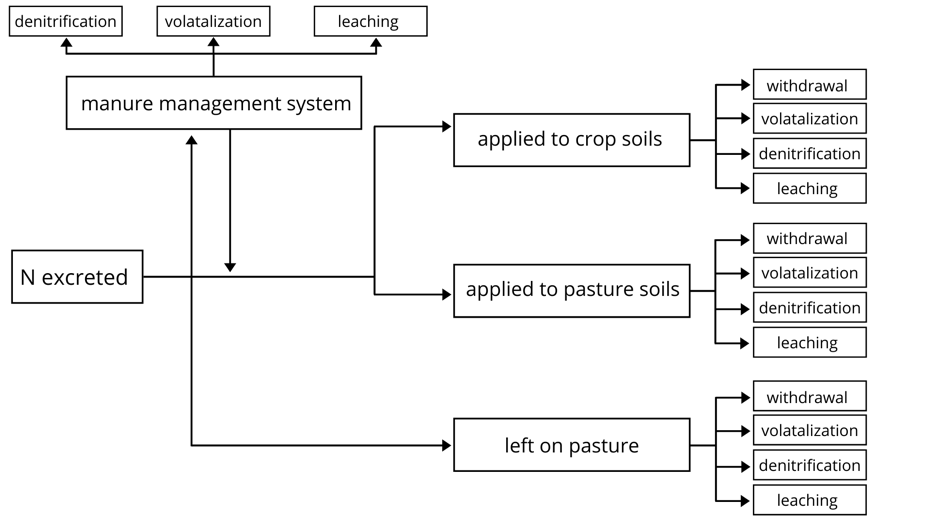 denitrification
volatalization
leaching
manure management system
N excreted
applied to crop soils
withdrawal
volatalization
denitrification
leaching
applied to pasture soils
withdrawal
volatalization
denitrification
leaching
left on pasture
withdrawal
volatalization
denitrification
leaching